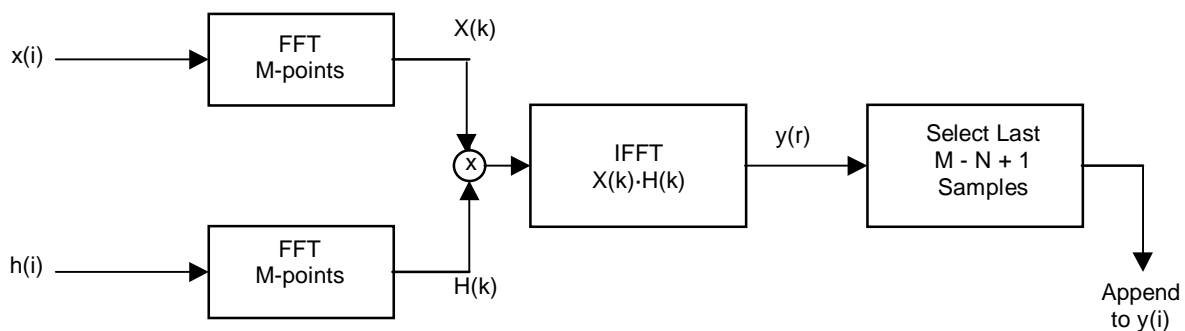 x(i)
FFT
M-points
X(k)
x
h(i)
FFT
M-points
H(k)
IFFT
X(k)·H(k)
y(r)
Select Last
M - N + 1
Samples
Append
to y(i)